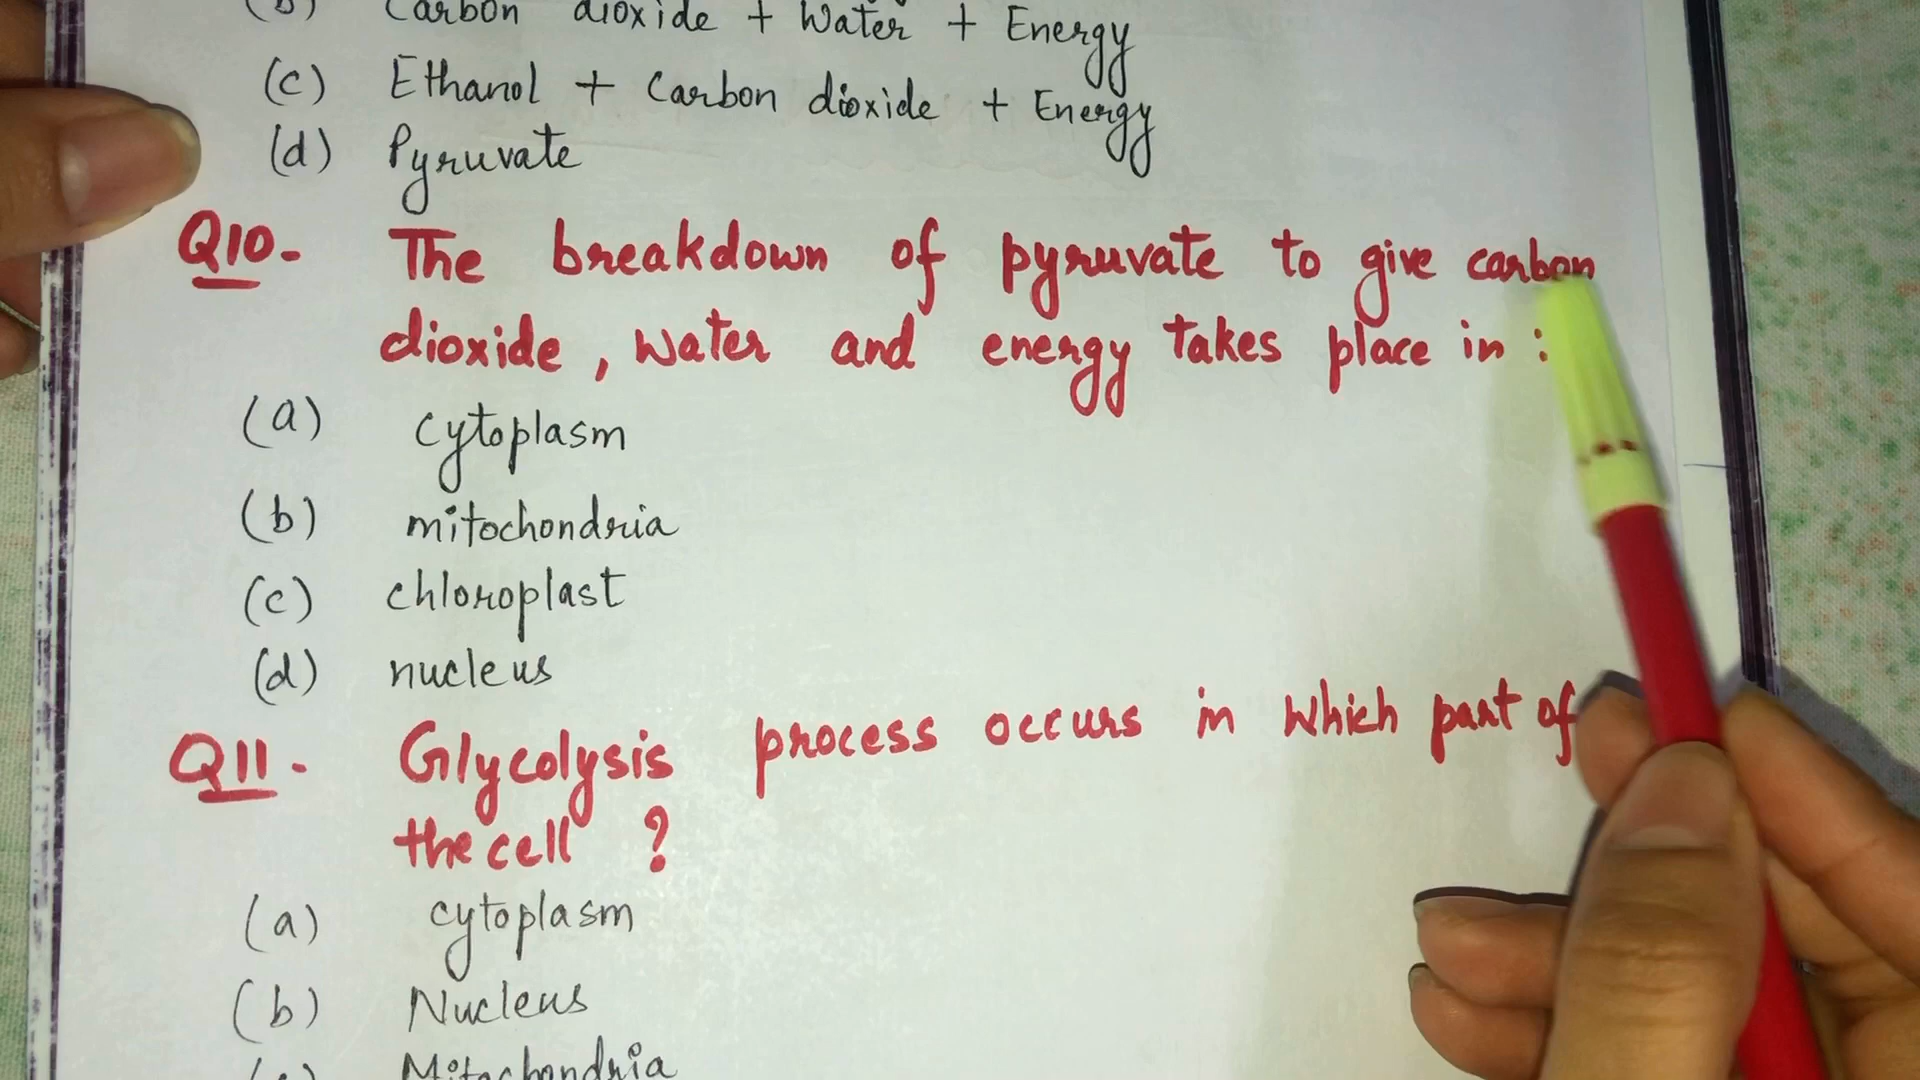 (b) Carbon dioxide + Water + Energy
(c) Ethanol + Carbon dioxide + Energy
(d) Pyruvate
Q10- The breakdown of pyruvate to give carbon
dioxide, water and energy takes place in :
(a) cytoplasm
(b) mitochondria
(c) chloroplast
(d) nucleus
Q11- Glycolysis process occurs in which part of
the cell ?
(a) cytoplasm
(b) Nucleus
(c) Mitochondria